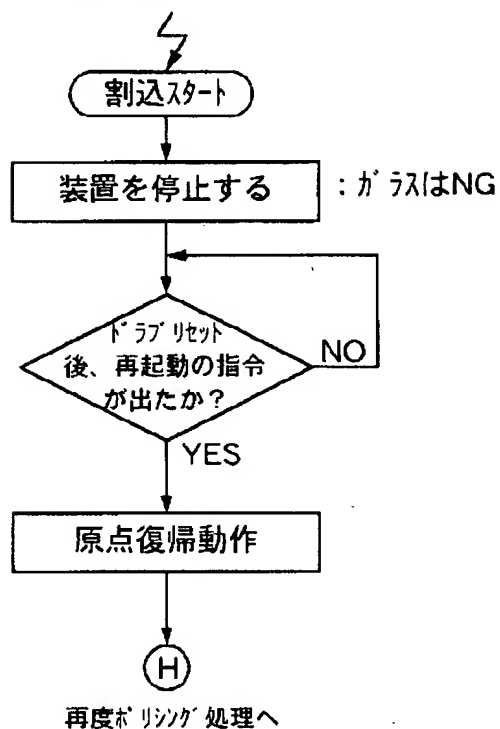 割込スタート
装置を停止する :ガラスはNG
ドラブリセット
後、再起動の指令
が出たか?
NO
YES
原点復帰動作
H
再度ポリシング処理へ